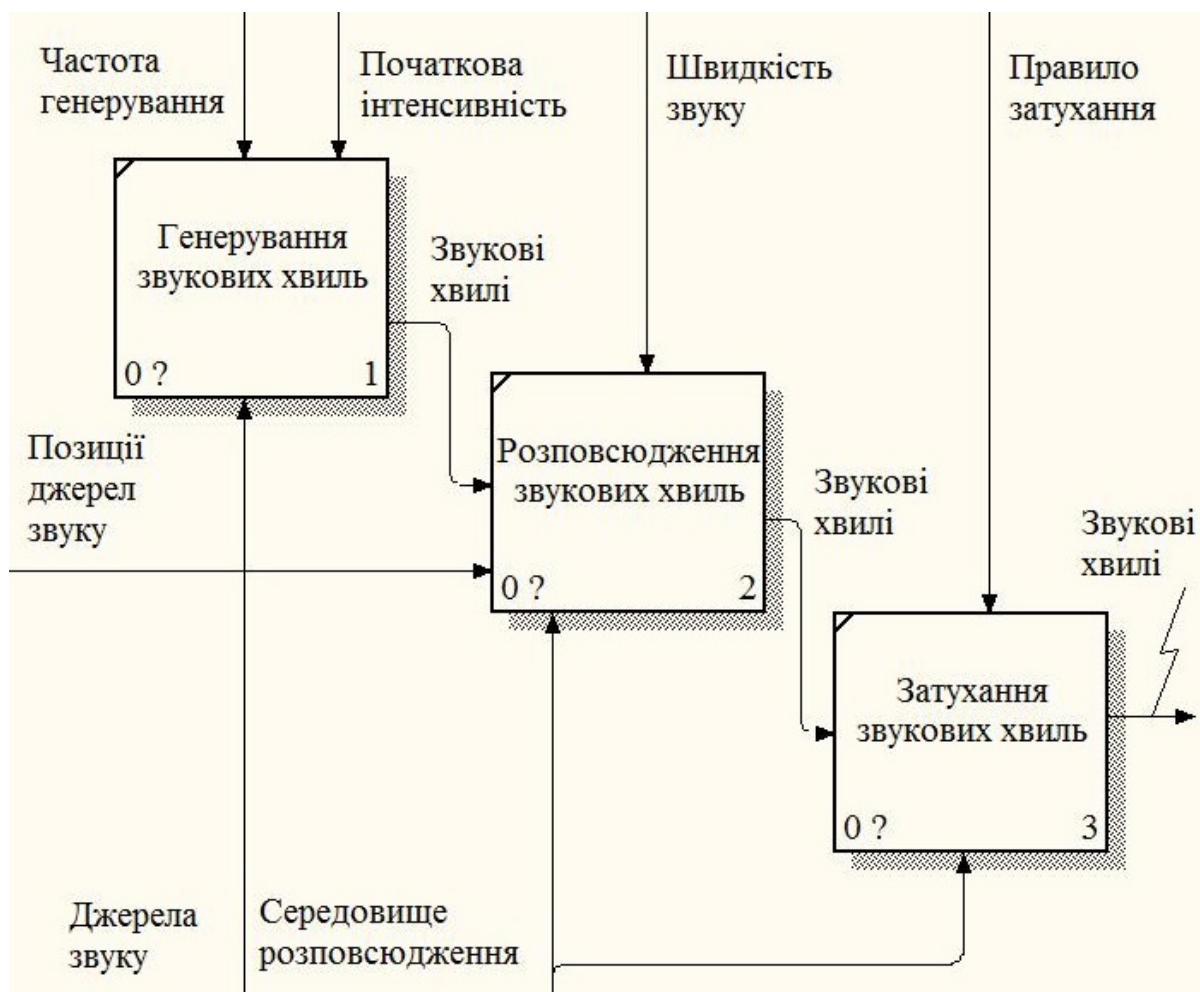 Частота
генерування
Початкова
інтенсивність
Швидкість
звуку
Правило
затухання
Генерування
звукових хвиль
0 ?
1
Звукові
хвилі
Позиції
джерел
звуку
Розповсюдження
звукових хвиль
0 ?
2
Звукові
хвилі
Звукові
хвилі
Затухання
звукових хвиль
0 ?
3
Джерела
звуку
Середовище
розповсюдження